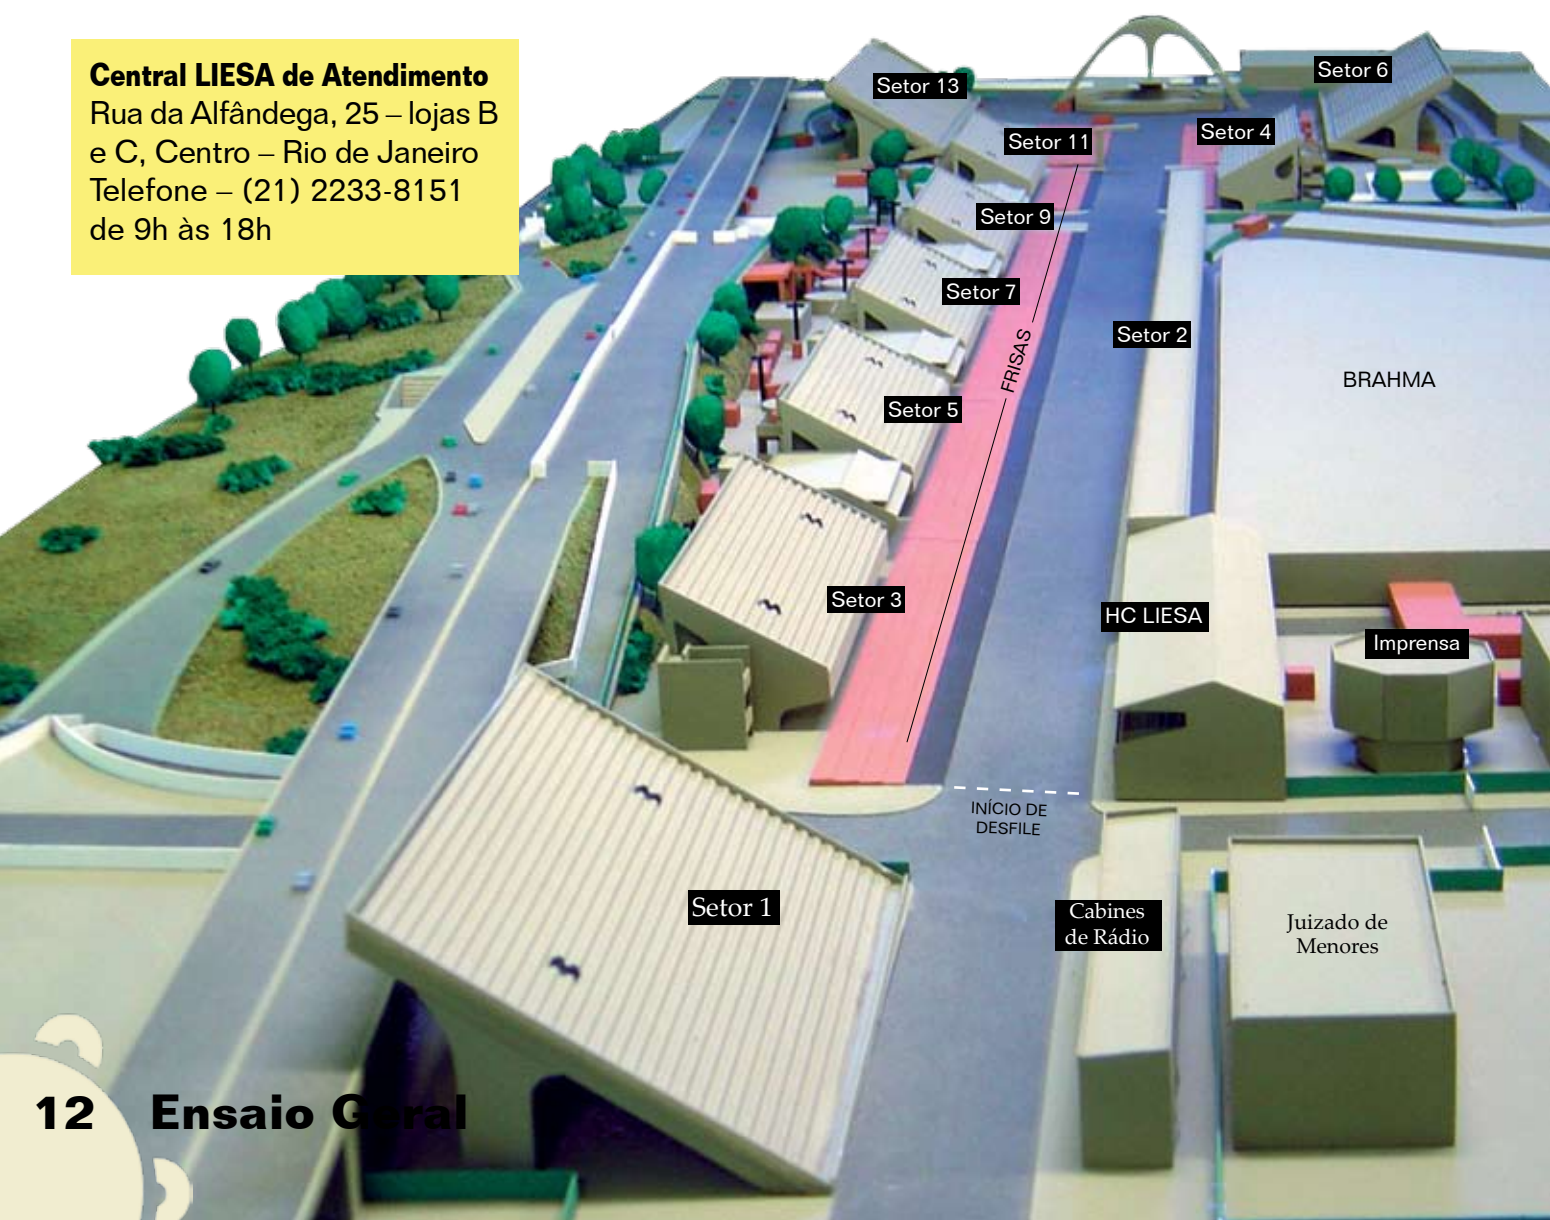 Central LIESA de Atendimento
Rua da Alfândega, 25 – lojas B
e C, Centro – Rio de Janeiro
Telefone – (21) 2233-8151
de 9h às 18h
Setor 6
Setor 13
Setor 4
Setor 11
Setor 9
Setor 7
Setor 2
FRISAS
BRAHMA
Setor 5
Setor 3
HC LIESA
Imprensa
INÍCIO DE
DESFILE
Setor 1
Cabines
de Rádio
Juizado de
Menores
12 Ensaio Geral